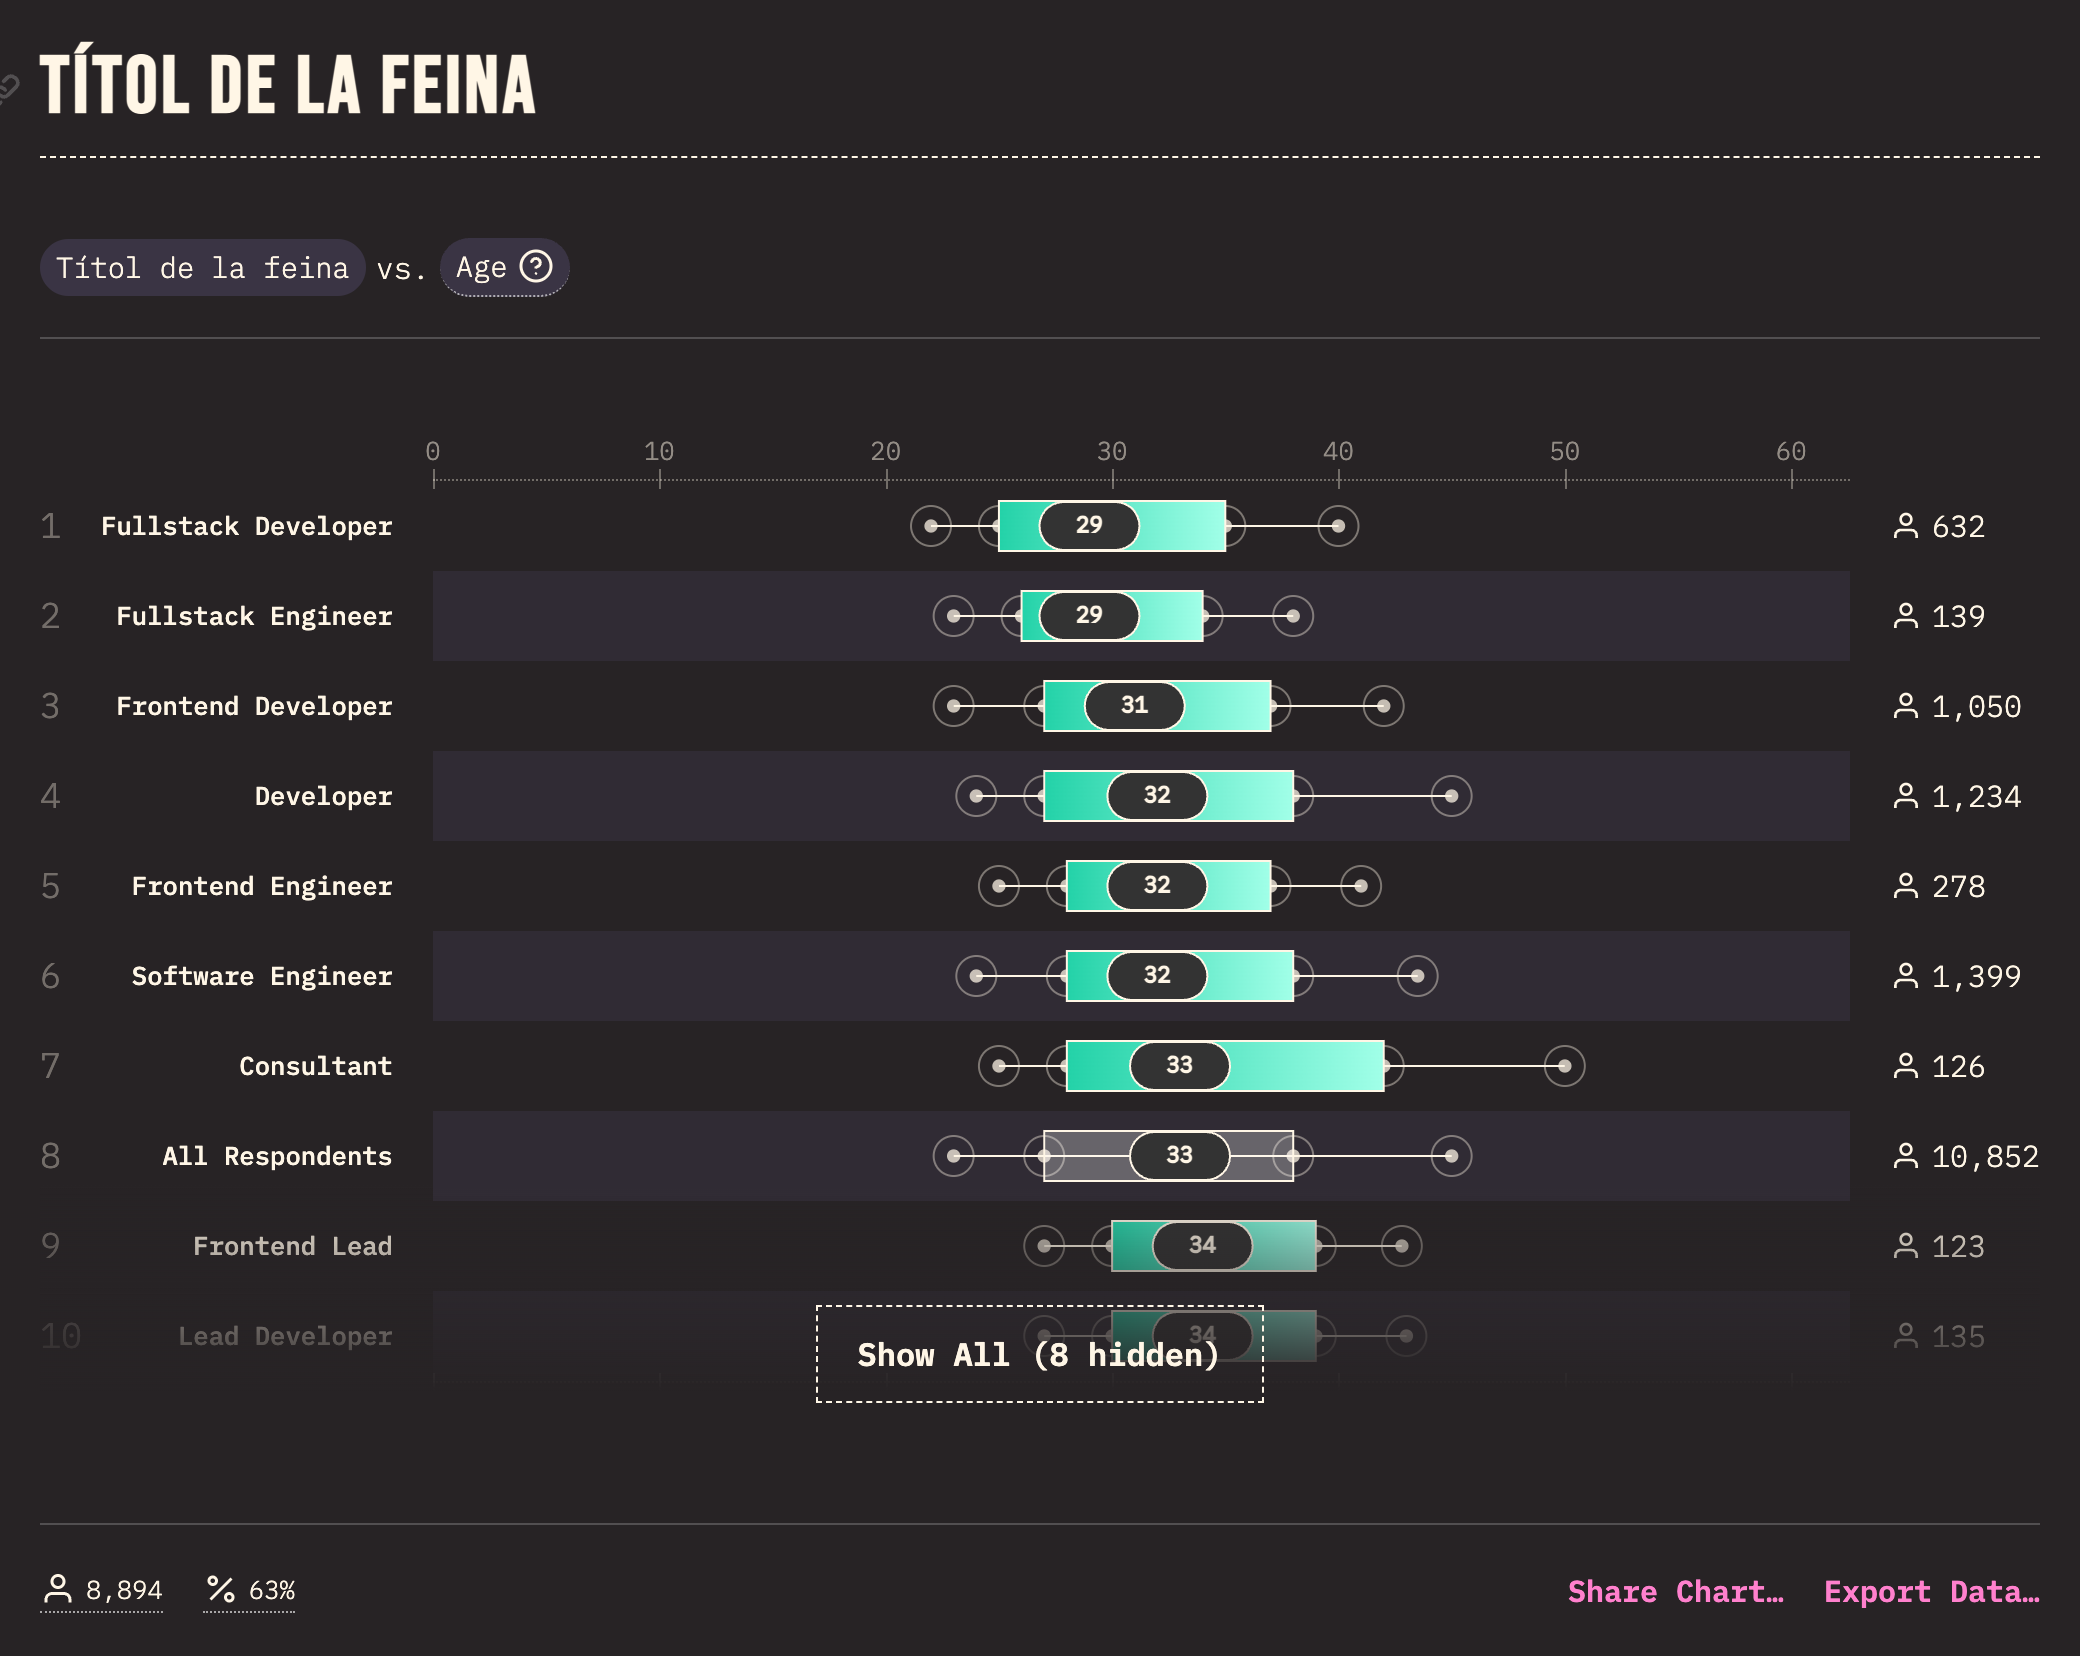 TÍTOL DE LA FEINA
Títol de la feina vs. Age ?
0 10 20 30 40 50 60
1 Fullstack Developer 29 632
2 Fullstack Engineer 29 139
3 Frontend Developer 31 1,050
4 Developer 32 1,234
5 Frontend Engineer 32 278
6 Software Engineer 32 1,399
7 Consultant 33 126
8 All Respondents 33 10,852
9 Frontend Lead 34 123
10 Lead Developer 34 135
Show All (8 hidden)
8,894 % 63% Share Chart… Export Data…